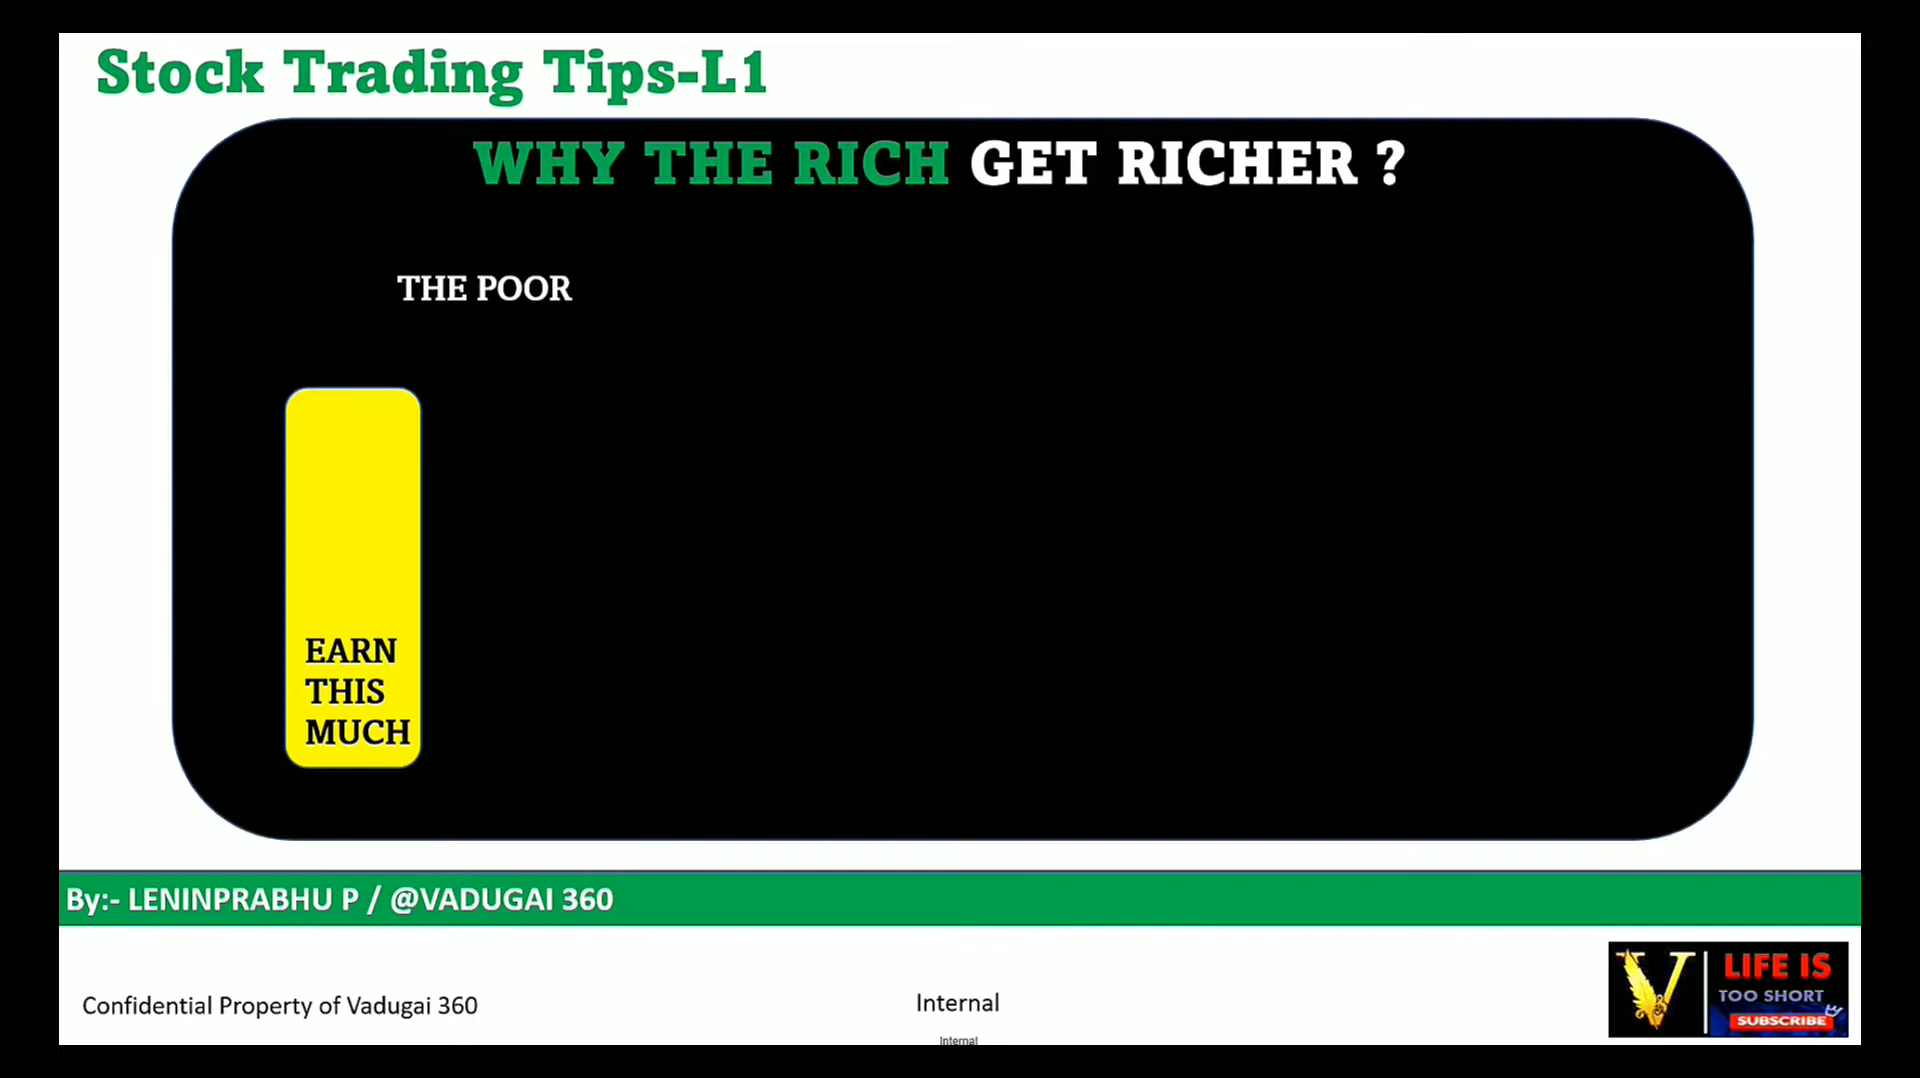 Stock Trading Tips-L1
WHY THE RICH GET RICHER ?
THE POOR
EARN
THIS
MUCH
By:- LENINPRABHU P / @VADUGAI 360
Confidential Property of Vadugai 360
Internal
Internal
V
LIFE IS
TOO SHORT
SUBSCRIBE